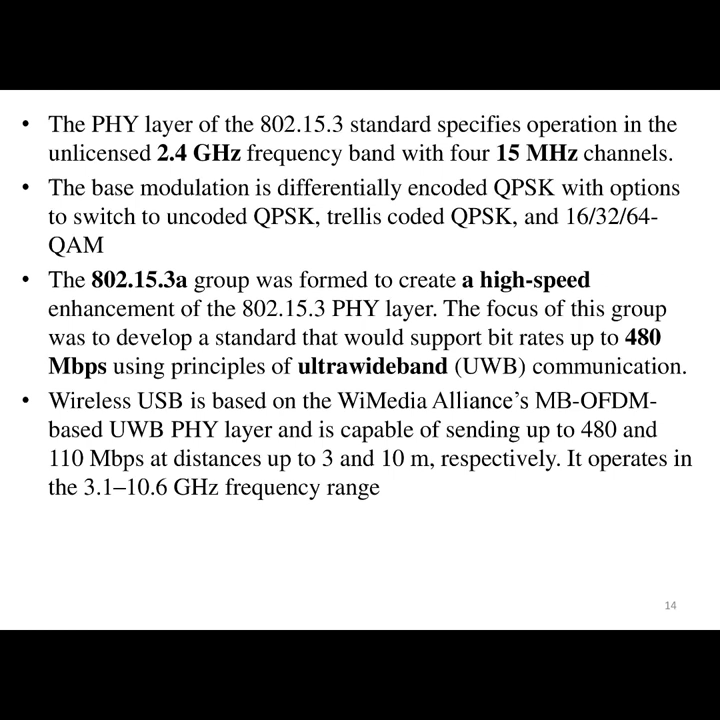 • The PHY layer of the 802.15.3 standard specifies operation in the
unlicensed 2.4 GHz frequency band with four 15 MHz channels.
• The base modulation is differentially encoded QPSK with options
to switch to uncoded QPSK, trellis coded QPSK, and 16/32/64-
QAM
• The 802.15.3a group was formed to create a high-speed
enhancement of the 802.15.3 PHY layer. The focus of this group
was to develop a standard that would support bit rates up to 480
Mbps using principles of ultrawideband (UWB) communication.
• Wireless USB is based on the WiMedia Alliance’s MB-OFDM-
based UWB PHY layer and is capable of sending up to 480 and
110 Mbps at distances up to 3 and 10 m, respectively. It operates in
the 3.1–10.6 GHz frequency range
14